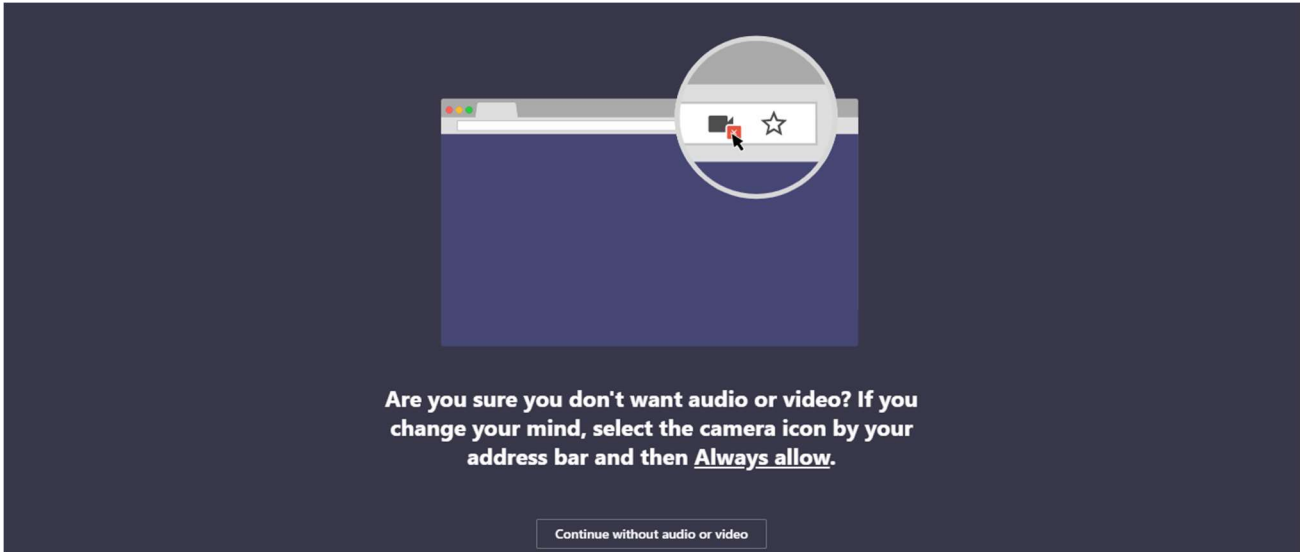 Are you sure you don't want audio or video? If you
change your mind, select the camera icon by your
address bar and then Always allow.
Continue without audio or video